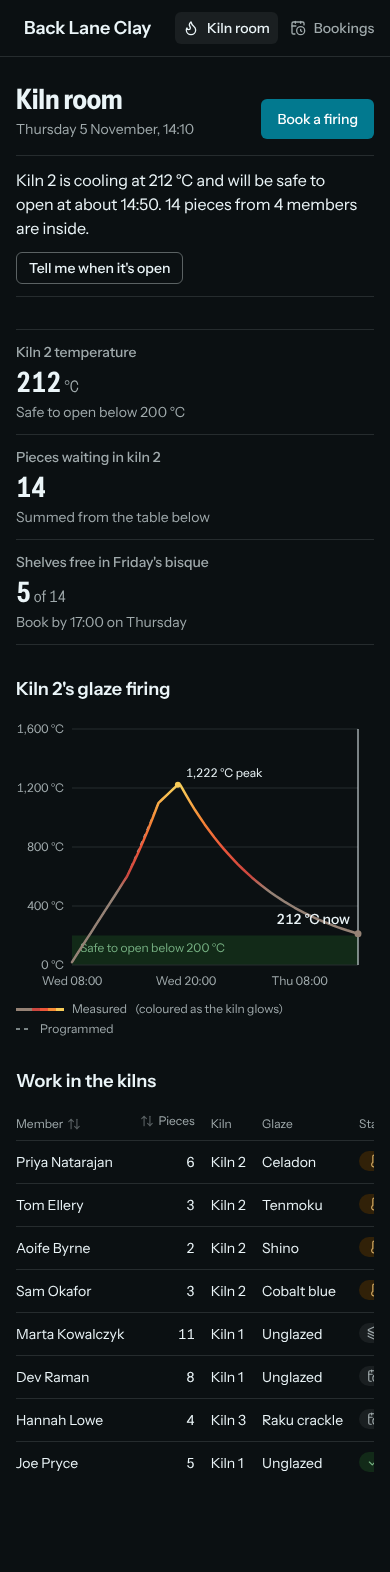 Back Lane Clay
Kiln room
Bookings
Kiln room
Thursday 5 November, 14:10
Book a firing
Kiln 2 is cooling at 212 °C and will be safe to
open at about 14:50. 14 pieces from 4 members
are inside.
Tell me when it's open
Kiln 2 temperature
212 °C
Safe to open below 200 °C
Pieces waiting in kiln 2
14
Summed from the table below
Shelves free in Friday's bisque
5 of 14
Book by 17:00 on Thursday
Kiln 2's glaze firing
1,600 °C
1,222 °C peak
1,200 °C
800 °C
400 °C
212 °C now
Safe to open below 200 °C
0 °C
Wed 08:00 Wed 20:00 Thu 08:00
Measured (coloured as the kiln glows)
Programmed
Work in the kilns
Member Pieces Kiln Glaze Sta
Priya Natarajan 6 Kiln 2 Celadon
Tom Ellery 3 Kiln 2 Tenmoku
Aoife Byrne 2 Kiln 2 Shino
Sam Okafor 3 Kiln 2 Cobalt blue
Marta Kowalczyk 11 Kiln 1 Unglazed
Dev Raman 8 Kiln 1 Unglazed
Hannah Lowe 4 Kiln 3 Raku crackle
Joe Pryce 5 Kiln 1 Unglazed